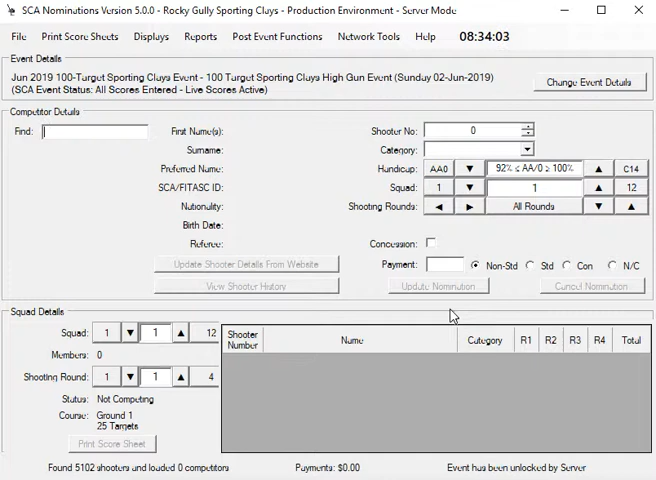 SCA Nominations Version 5.0.0 - Rocky Gully Sporting Clays - Production Environment - Server Mode
File Print Score Sheets Displays Reports Post Event Functions Network Tools Help 08:34:03
Event Details
Jun 2019 100-Target Sporting Clays Event - 100 Target Sporting Clays High Gun Event (Sunday 02-Jun-2019)
(SCA Event Status: All Scores Entered - Live Scores Active)
Change Event Details
Competitor Details
Find: First Name(s): Shooter No: 0
Surname: Category:
Preferred Name: Handicup: AA0 92% ≤ AA/0 ≥ 100% C14
SCA/FITASC ID: Squad: 1 1 12
Nutionality: Shooting Rounds: All Rounds
Birth Date:
Referee: Concession:
Update Shooter Details From Website Payment: Non-Std Std Con N/C
View Shooter History Update Nomination Cancel Nomination
Squad Details
Squad: 1 1 12
Members: 0
Shooting Round: 1 1 4
Status: Not Competing
Course: Ground 1
25 Targets
Print Score Sheet
Shooter Number Name Category R1 R2 R3 R4 Total
Found 5102 shooters and loaded 0 competitors Payments: $0.00 Event has been unlocked by Server